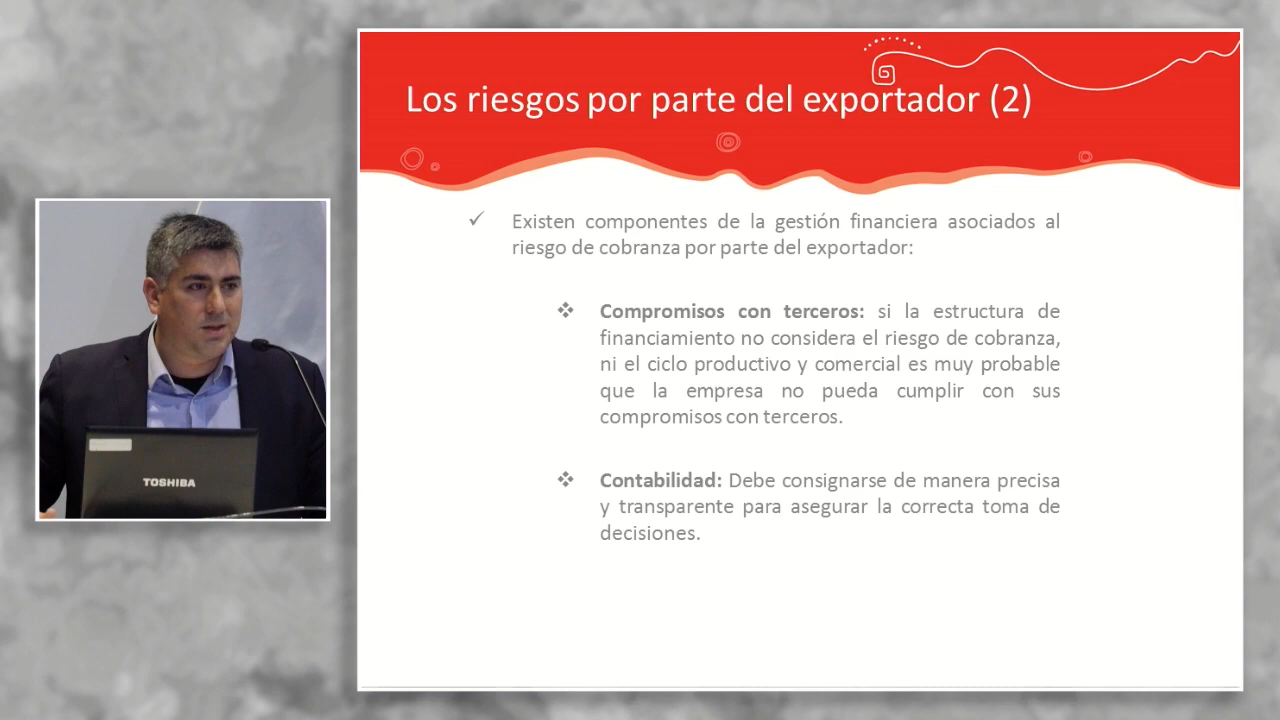 Los riesgos por parte del exportador (2)
Existen componentes de la gestión financiera asociados al
riesgo de cobranza por parte del exportador:
Compromisos con terceros: si la estructura de
financiamiento no considera el riesgo de cobranza,
ni el ciclo productivo y comercial es muy probable
que la empresa no pueda cumplir con sus
compromisos con terceros.
Contabilidad: Debe consignarse de manera precisa
y transparente para asegurar la correcta toma de
decisiones.
TOSHIBA